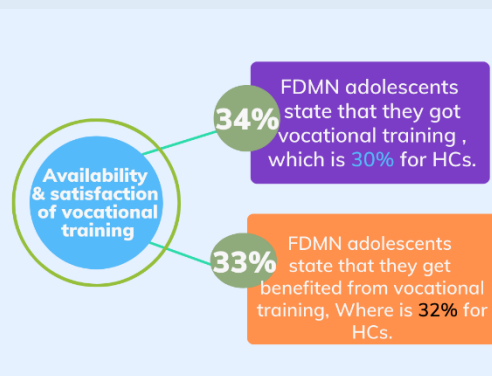 Availability
& satisfaction
of vocational
training
34%
FDMN adolescents
state that they got
vocational training ,
which is 30% for HCs.
33%
FDMN adolescents
state that they get
benefited from vocational
training, Where is 32% for
HCs.